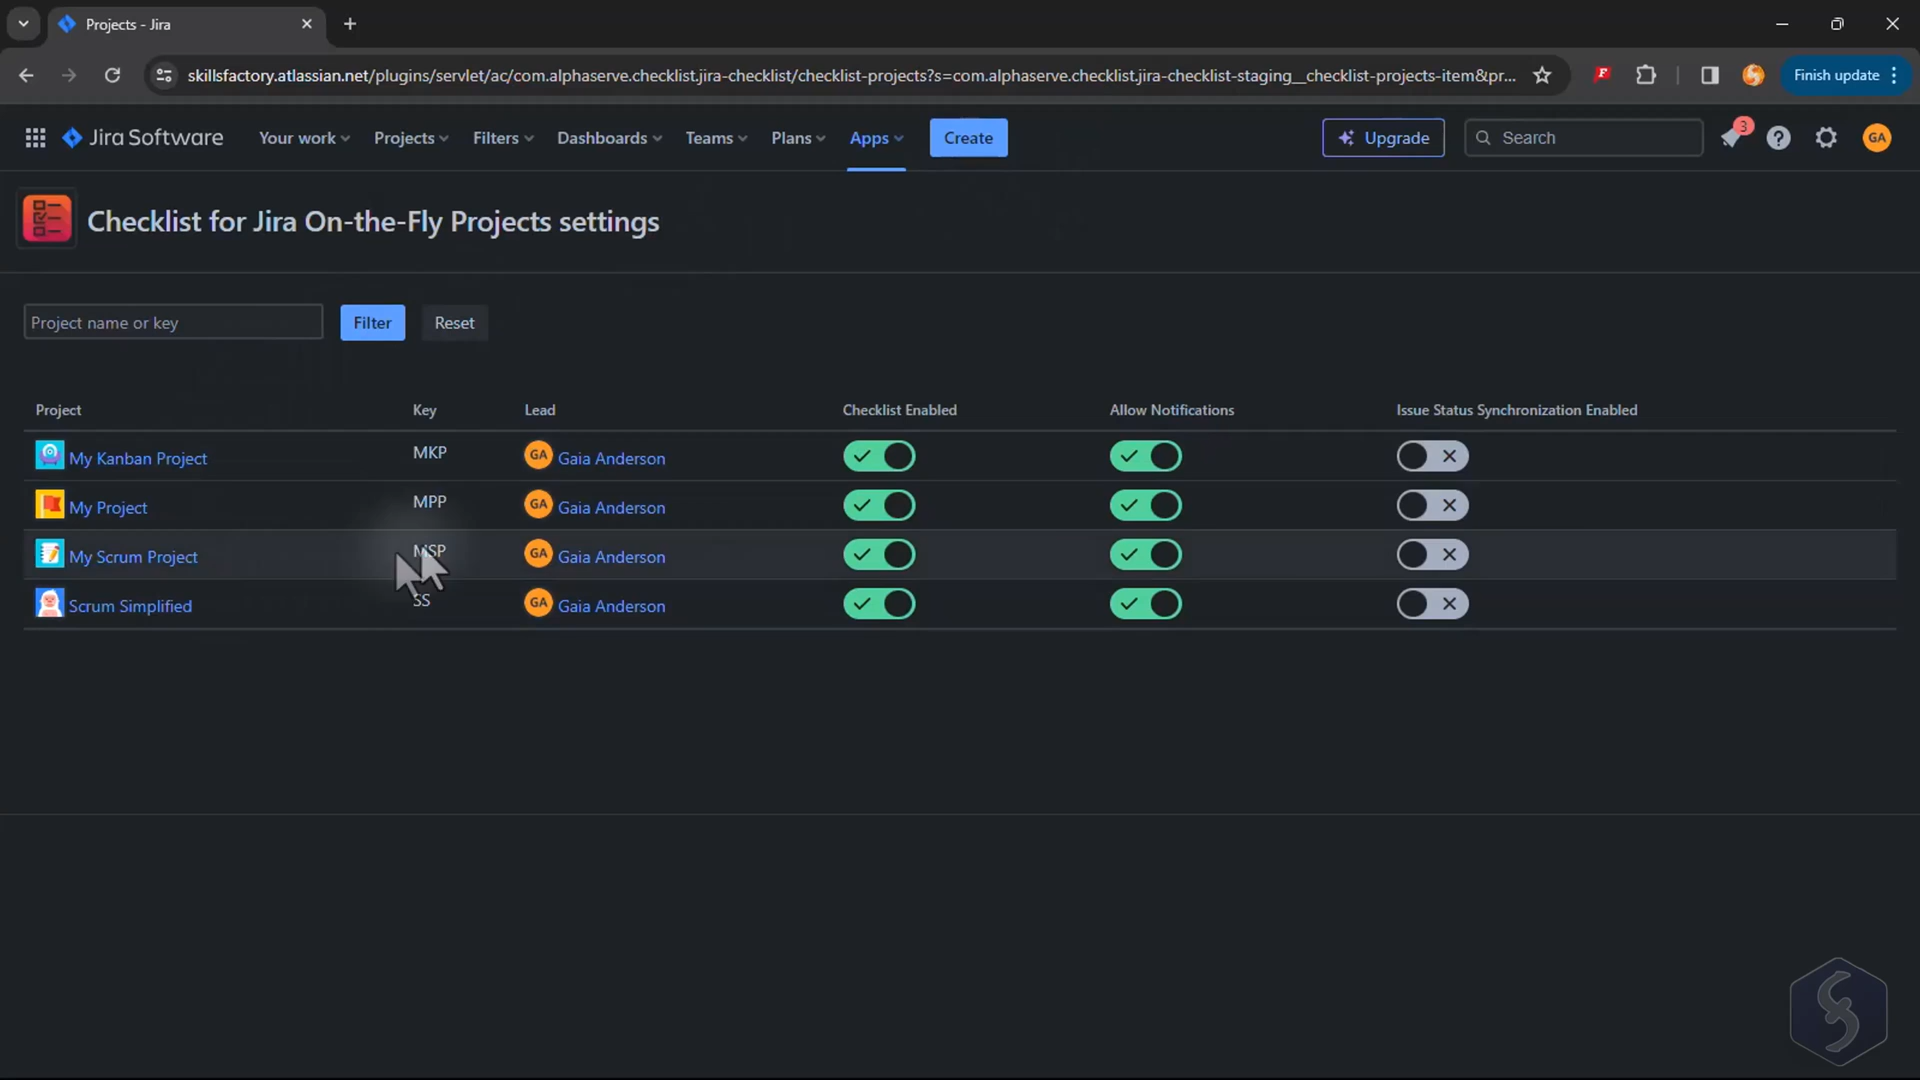 Projects - Jira
skillsfactory.atlassian.net/plugins/servlet/ac/com.alphaserve.checklist.jira-checklist/checklist-projects?s=com.alphaserve.checklist.jira-checklist-staging__checklist-projects-item&pr...
Finish update
Jira Software
Your work
Projects
Filters
Dashboards
Teams
Plans
Apps
Create
Upgrade
Search
3
GA
Checklist for Jira On-the-Fly Projects settings
Project name or key
Filter
Reset
Project Key Lead Checklist Enabled Allow Notifications Issue Status Synchronization Enabled
My Kanban Project MKP GA Gaia Anderson
My Project MPP GA Gaia Anderson
My Scrum Project MSP GA Gaia Anderson
Scrum Simplified SS GA Gaia Anderson